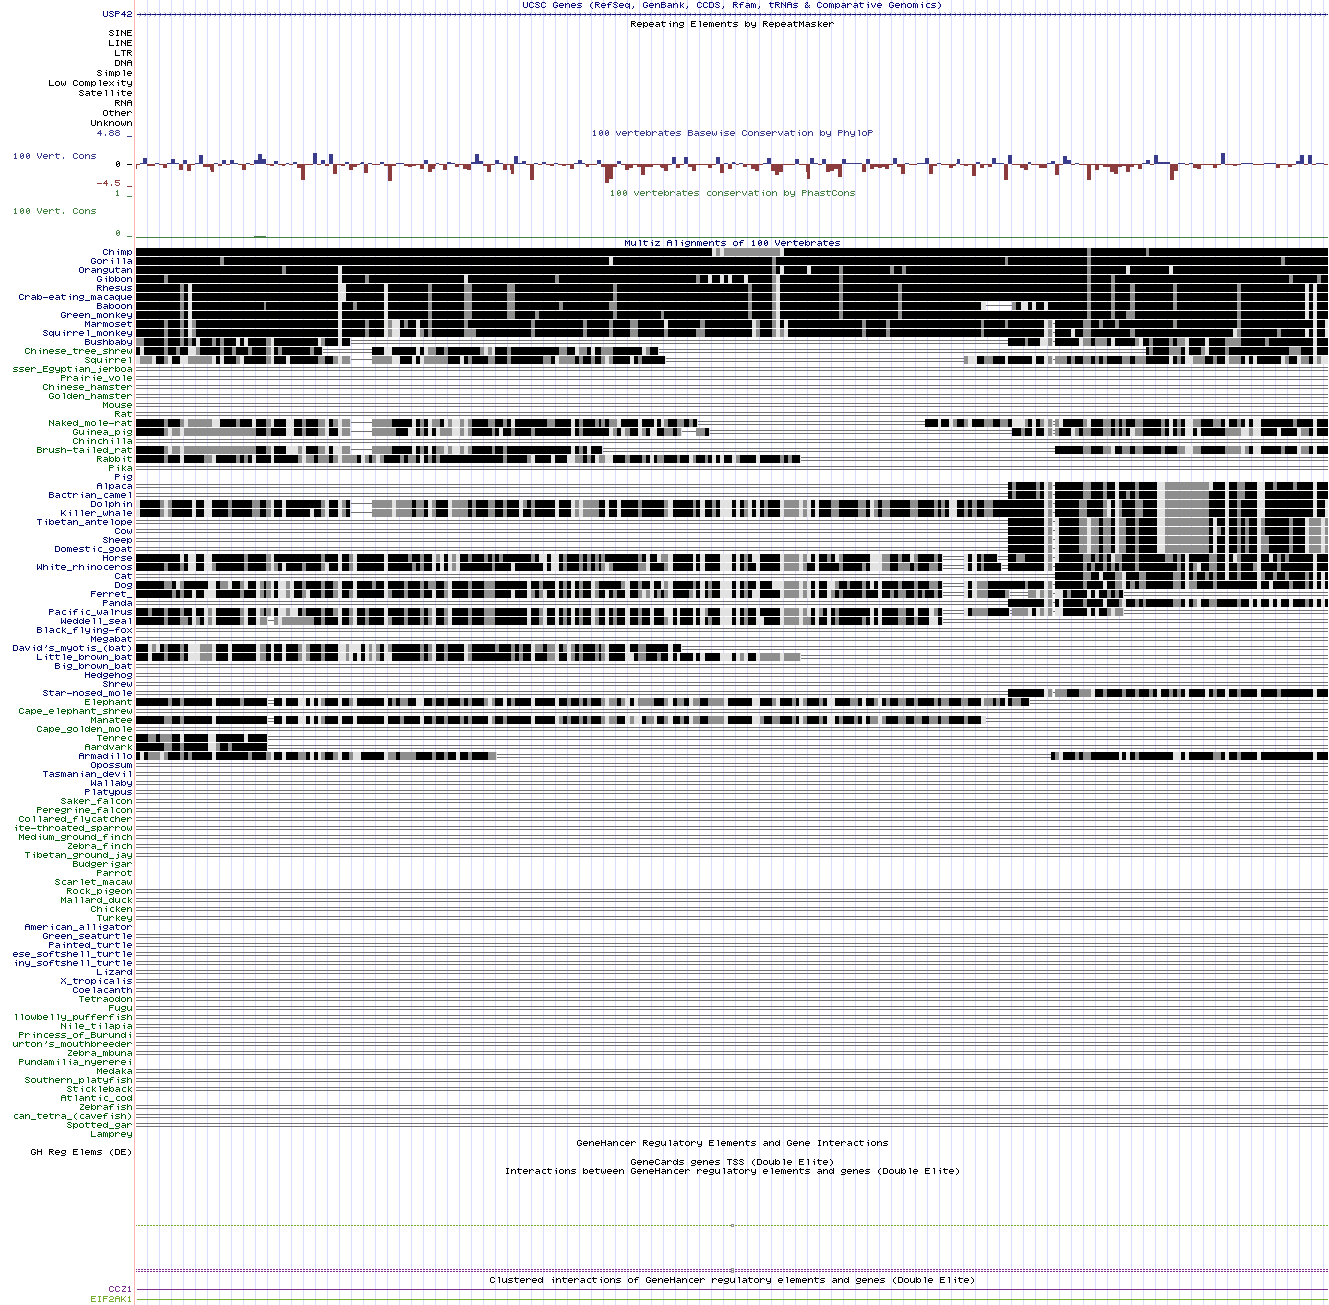 UCSC Genes (RefSeq, GenBank, CCDS, Rfam, tRNAs & Comparative Genomics)
USP42
Repeating Elements by RepeatMasker
SINE
LINE
LTR
DNA
Simple
Low Complexity
Satellite
RNA
Other
Unknown
4.88 _
100 vertebrates Basewise Conservation by PhyloP
100 Vert. Cons
0 -
-4.5 _
1 _
100 vertebrates conservation by PhastCons
100 Vert. Cons
0 _
Multiz Alignments of 100 Vertebrates
Chimp
Gorilla
Orangutan
Gibbon
Rhesus
Crab-eating_macaque
Baboon
Green_monkey
Marmoset
Squirrel_monkey
Bushbaby
Chinese_tree_shrew
Squirrel
sser_Egyptian_jerboa
Prairie_vole
Chinese_hamster
Golden_hamster
Mouse
Rat
Naked_mole-rat
Guinea_pig
Chinchilla
Brush-tailed_rat
Rabbit
Pika
Pig
Alpaca
Bactrian_camel
Dolphin
Killer_whale
Tibetan_antelope
Cow
Sheep
Domestic_goat
Horse
White_rhinoceros
Cat
Dog
Ferret_
Panda
Pacific_walrus
Weddell_seal
Black_flying-fox
Megabat
David's_myotis_(bat)
Little_brown_bat
Big_brown_bat
Hedgehog
Shrew
Star-nosed_mole
Elephant
Cape_elephant_shrew
Manatee
Cape_golden_mole
Tenrec
Aardvark
Armadillo
Opossum
Tasmanian_devil
Wallaby
Platypus
Saker_falcon
Peregrine_falcon
Collared_flycatcher
ite-throated_sparrow
Medium_ground_finch
Zebra_finch
Tibetan_ground_jay
Budgerigar
Parrot
Scarlet_macaw
Rock_pigeon
Mallard_duck
Chicken
Turkey
American_alligator
Green_seaturtle
Painted_turtle
ese_softshell_turtle
iny_softshell_turtle
Lizard
X_tropicalis
Coelacanth
Tetraodon
Fugu
llowbelly_pufferfish
Nile_tilapia
Princess_of_Burundi
urton's_mouthbreeder
Zebra_mbuna
Pundamilia_nyererei
Medaka
Southern_platyfish
Stickleback
Atlantic_cod
Zebrafish
can_tetra_(cavefish)
Spotted_gar
Lamprey
GeneHancer Regulatory Elements and Gene Interactions
GH Reg Elems (DE)
GeneCards genes TSS (Double Elite)
Interactions between GeneHancer regulatory elements and genes (Double Elite)
Clustered interactions of GeneHancer regulatory elements and genes (Double Elite)
CCZ1
EIF2AK1